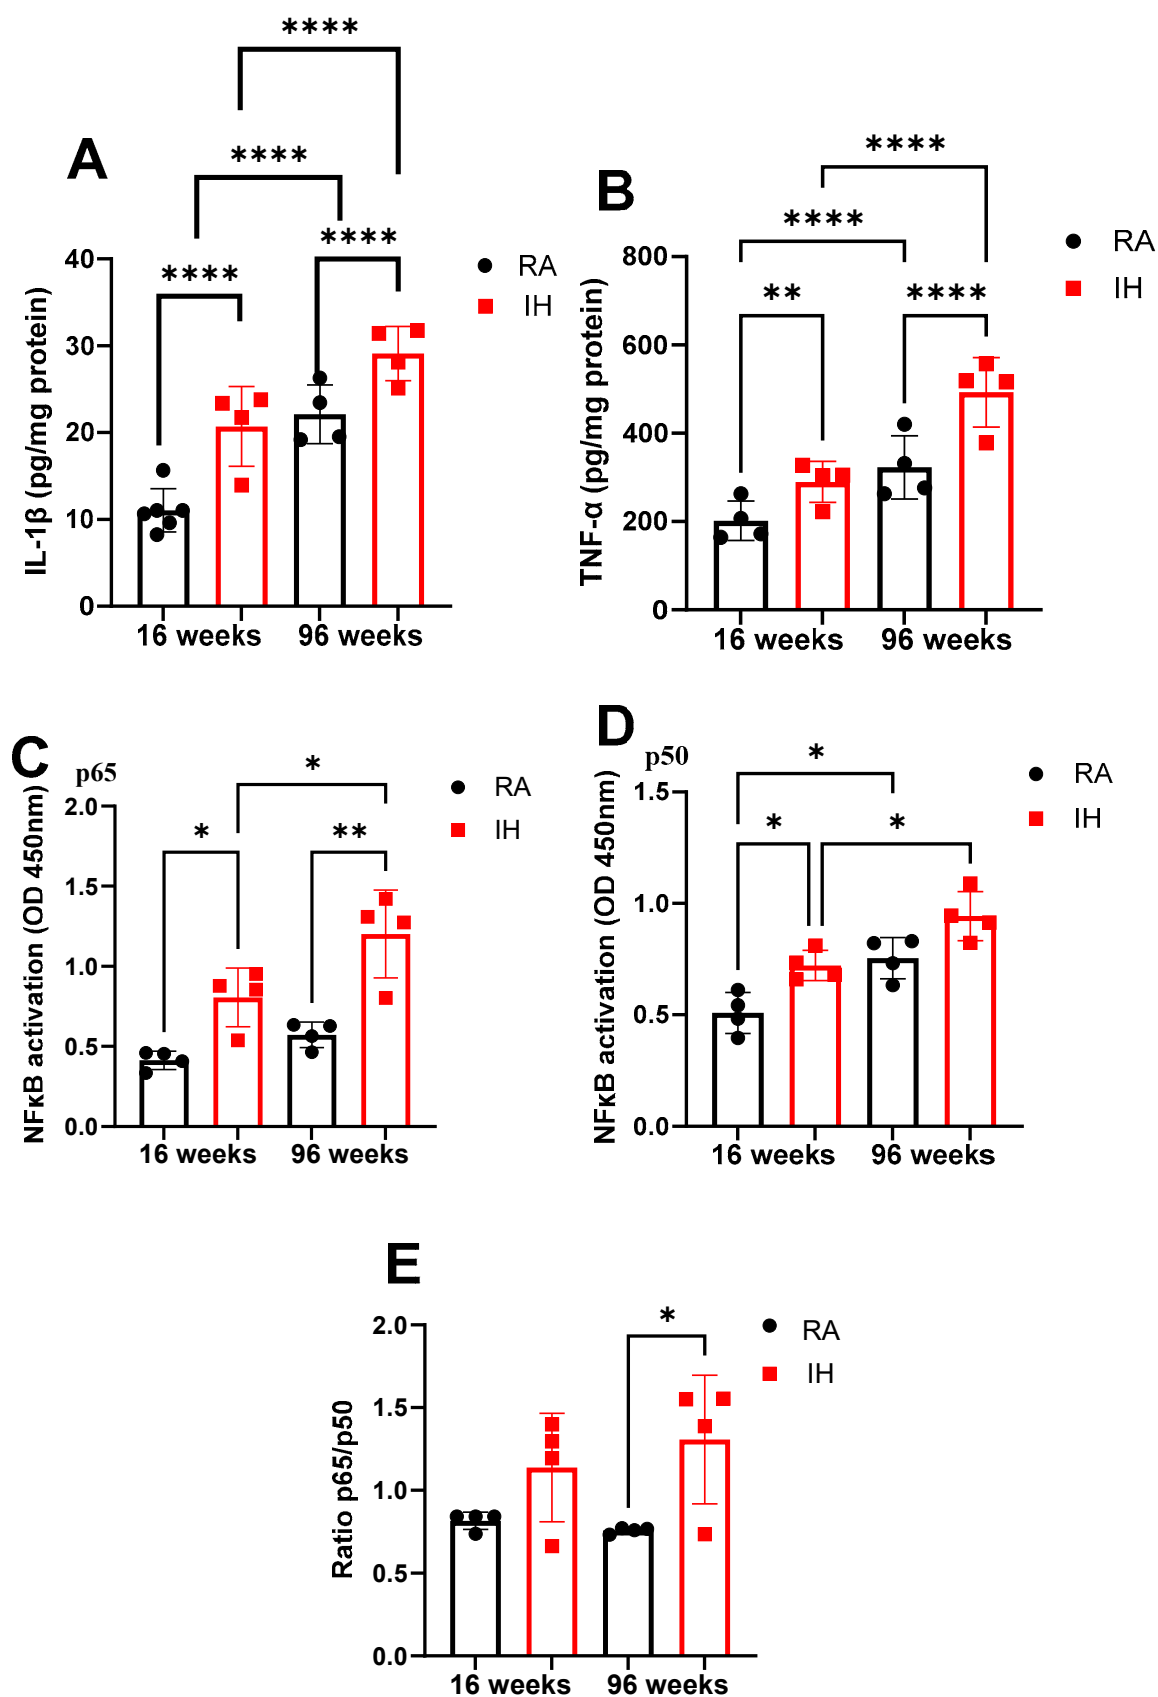 A
****
****
****
****
RA
IH
IL-1β (pg/mg protein)
40
30
20
10
0
16 weeks
96 weeks
B
****
****
**
****
RA
IH
TNF-α (pg/mg protein)
800
600
400
200
0
16 weeks
96 weeks
C
p65
*
*
**
RA
IH
NFκB activation (OD 450nm)
2.0
1.5
1.0
0.5
0.0
16 weeks
96 weeks
D
p50
*
*
*
RA
IH
NFκB activation (OD 450nm)
1.5
1.0
0.5
0.0
16 weeks
96 weeks
E
*
RA
IH
Ratio p65/p50
2.0
1.5
1.0
0.5
0.0
16 weeks
96 weeks